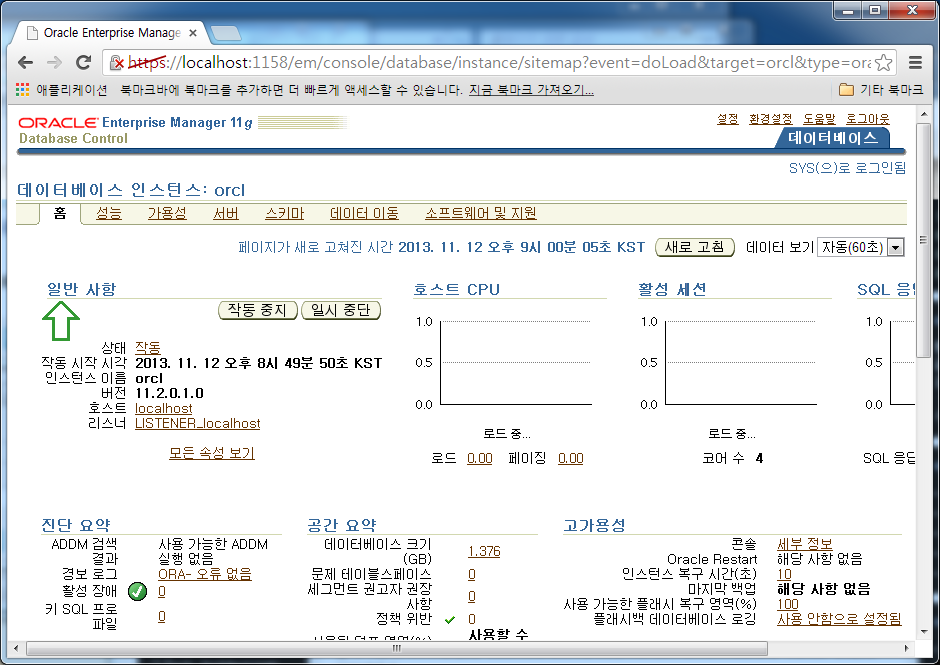 Oracle Enterprise Manage
https://localhost:1158/em/console/database/instance/sitemap?event=doLoad&target=orcl&type=ora
애플리케이션 북마크바에 북마크를 추가하면 더 빠르게 액세스할 수 있습니다. 지금 북마크 가져오기... 기타 북마크
ORACLE Enterprise Manager 11g
Database Control
설정 환경설정 도움말 로그아웃
데이터베이스
SYS(으)로 로그인됨
데이터베이스 인스턴스: orcl
홈 성능 가용성 서버 스키마 데이터 이동 소프트웨어 및 지원
페이지가 새로 고쳐진 시간 2013. 11. 12 오후 9시 00분 05초 KST 새로 고침 데이터 보기 자동(60초)
일반 사항
작동 중지 일시 중단
상태 작동
작동 시작 시각 2013. 11. 12 오후 8시 49분 50초 KST
인스턴스 이름 orcl
버전 11.2.0.1.0
호스트 localhost
리스너 LISTENER_localhost
모든 속성 보기
호스트 CPU
1.0
0.5
0.0
로드 중...
로드 0.00 페이징 0.00
활성 세션
1.0
0.5
0.0
로드 중...
코어 수 4
SQL 응답
1.0
0.5
0.0
SQL 응답
진단 요약
ADDM 검색 결과 사용 가능한 ADDM 실행 없음
경보 로그 ORA- 오류 없음
활성 장애 0
키 SQL 프로파일 0
공간 요약
데이터베이스 크기 (GB) 1.376
문제 테이블스페이스 0
세그먼트 권고자 권장 사항 0
정책 위반 0
사용된 덤프 영역(%) 사용할 수
고가용성
콘솔 세부 정보
Oracle Restart 해당 사항 없음
인스턴스 복구 시간(초) 10
마지막 백업 해당 사항 없음
사용 가능한 플래시 복구 영역(%) 100
플래시백 데이터베이스 로깅 사용 안함으로 설정됨